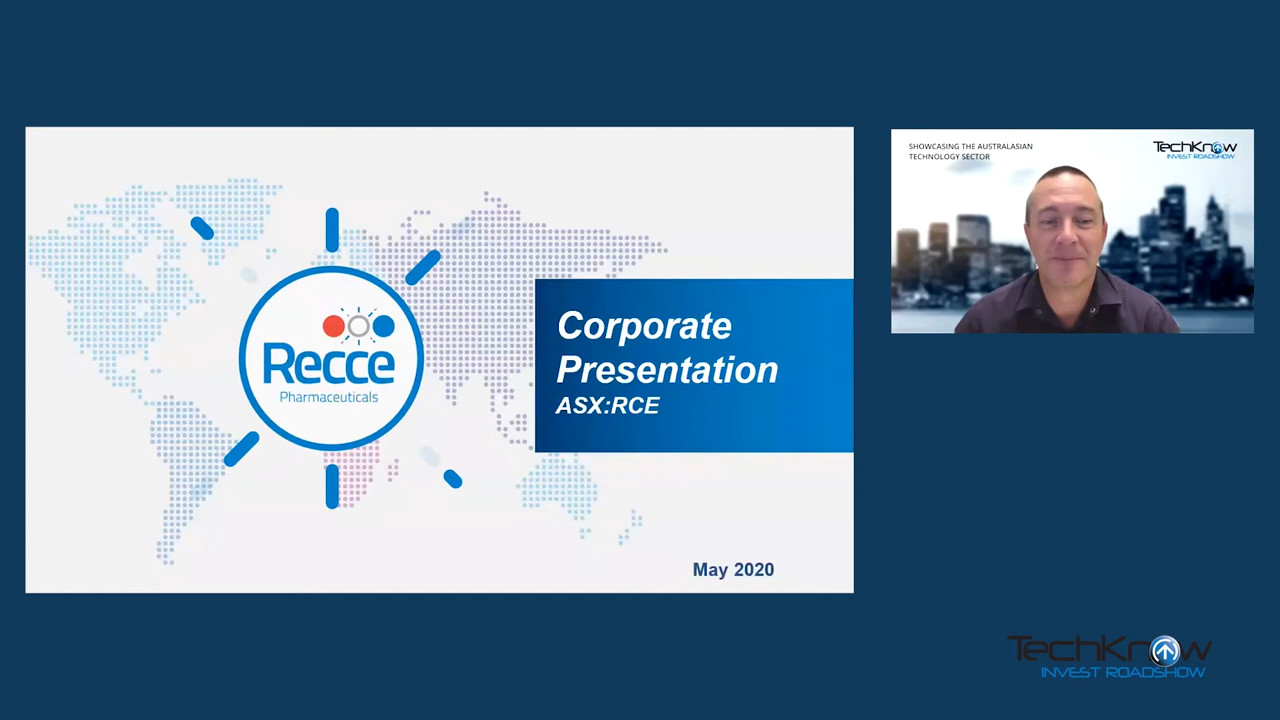 Recce
Pharmaceuticals
Corporate
Presentation
ASX:RCE
May 2020
SHOWCASING THE AUSTRALASIAN
TECHNOLOGY SECTOR
TechKnow
INVEST ROADSHOW
TechKnow
INVEST ROADSHOW